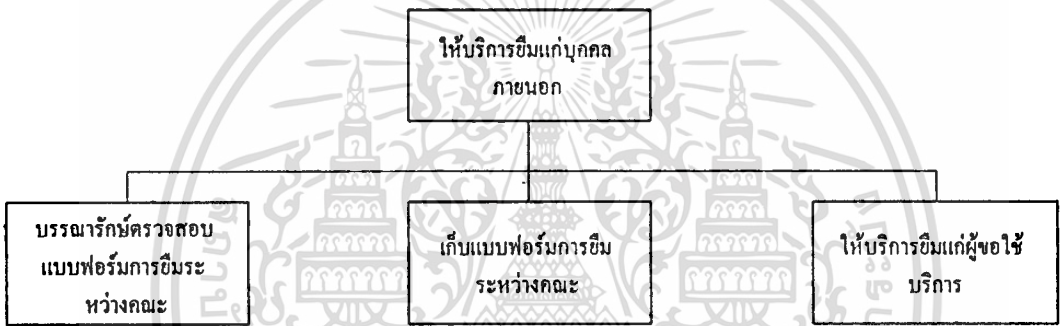 ให้บริการยืมแก่บุคคล
ภายนอก
บรรณารักษ์ตรวจสอบ
แบบฟอร์มการยืมระ
หว่างคณะ
เก็บแบบฟอร์มการยืม
ระหว่างคณะ
ให้บริการยืมแก่ผู้ขอใช้
บริการ